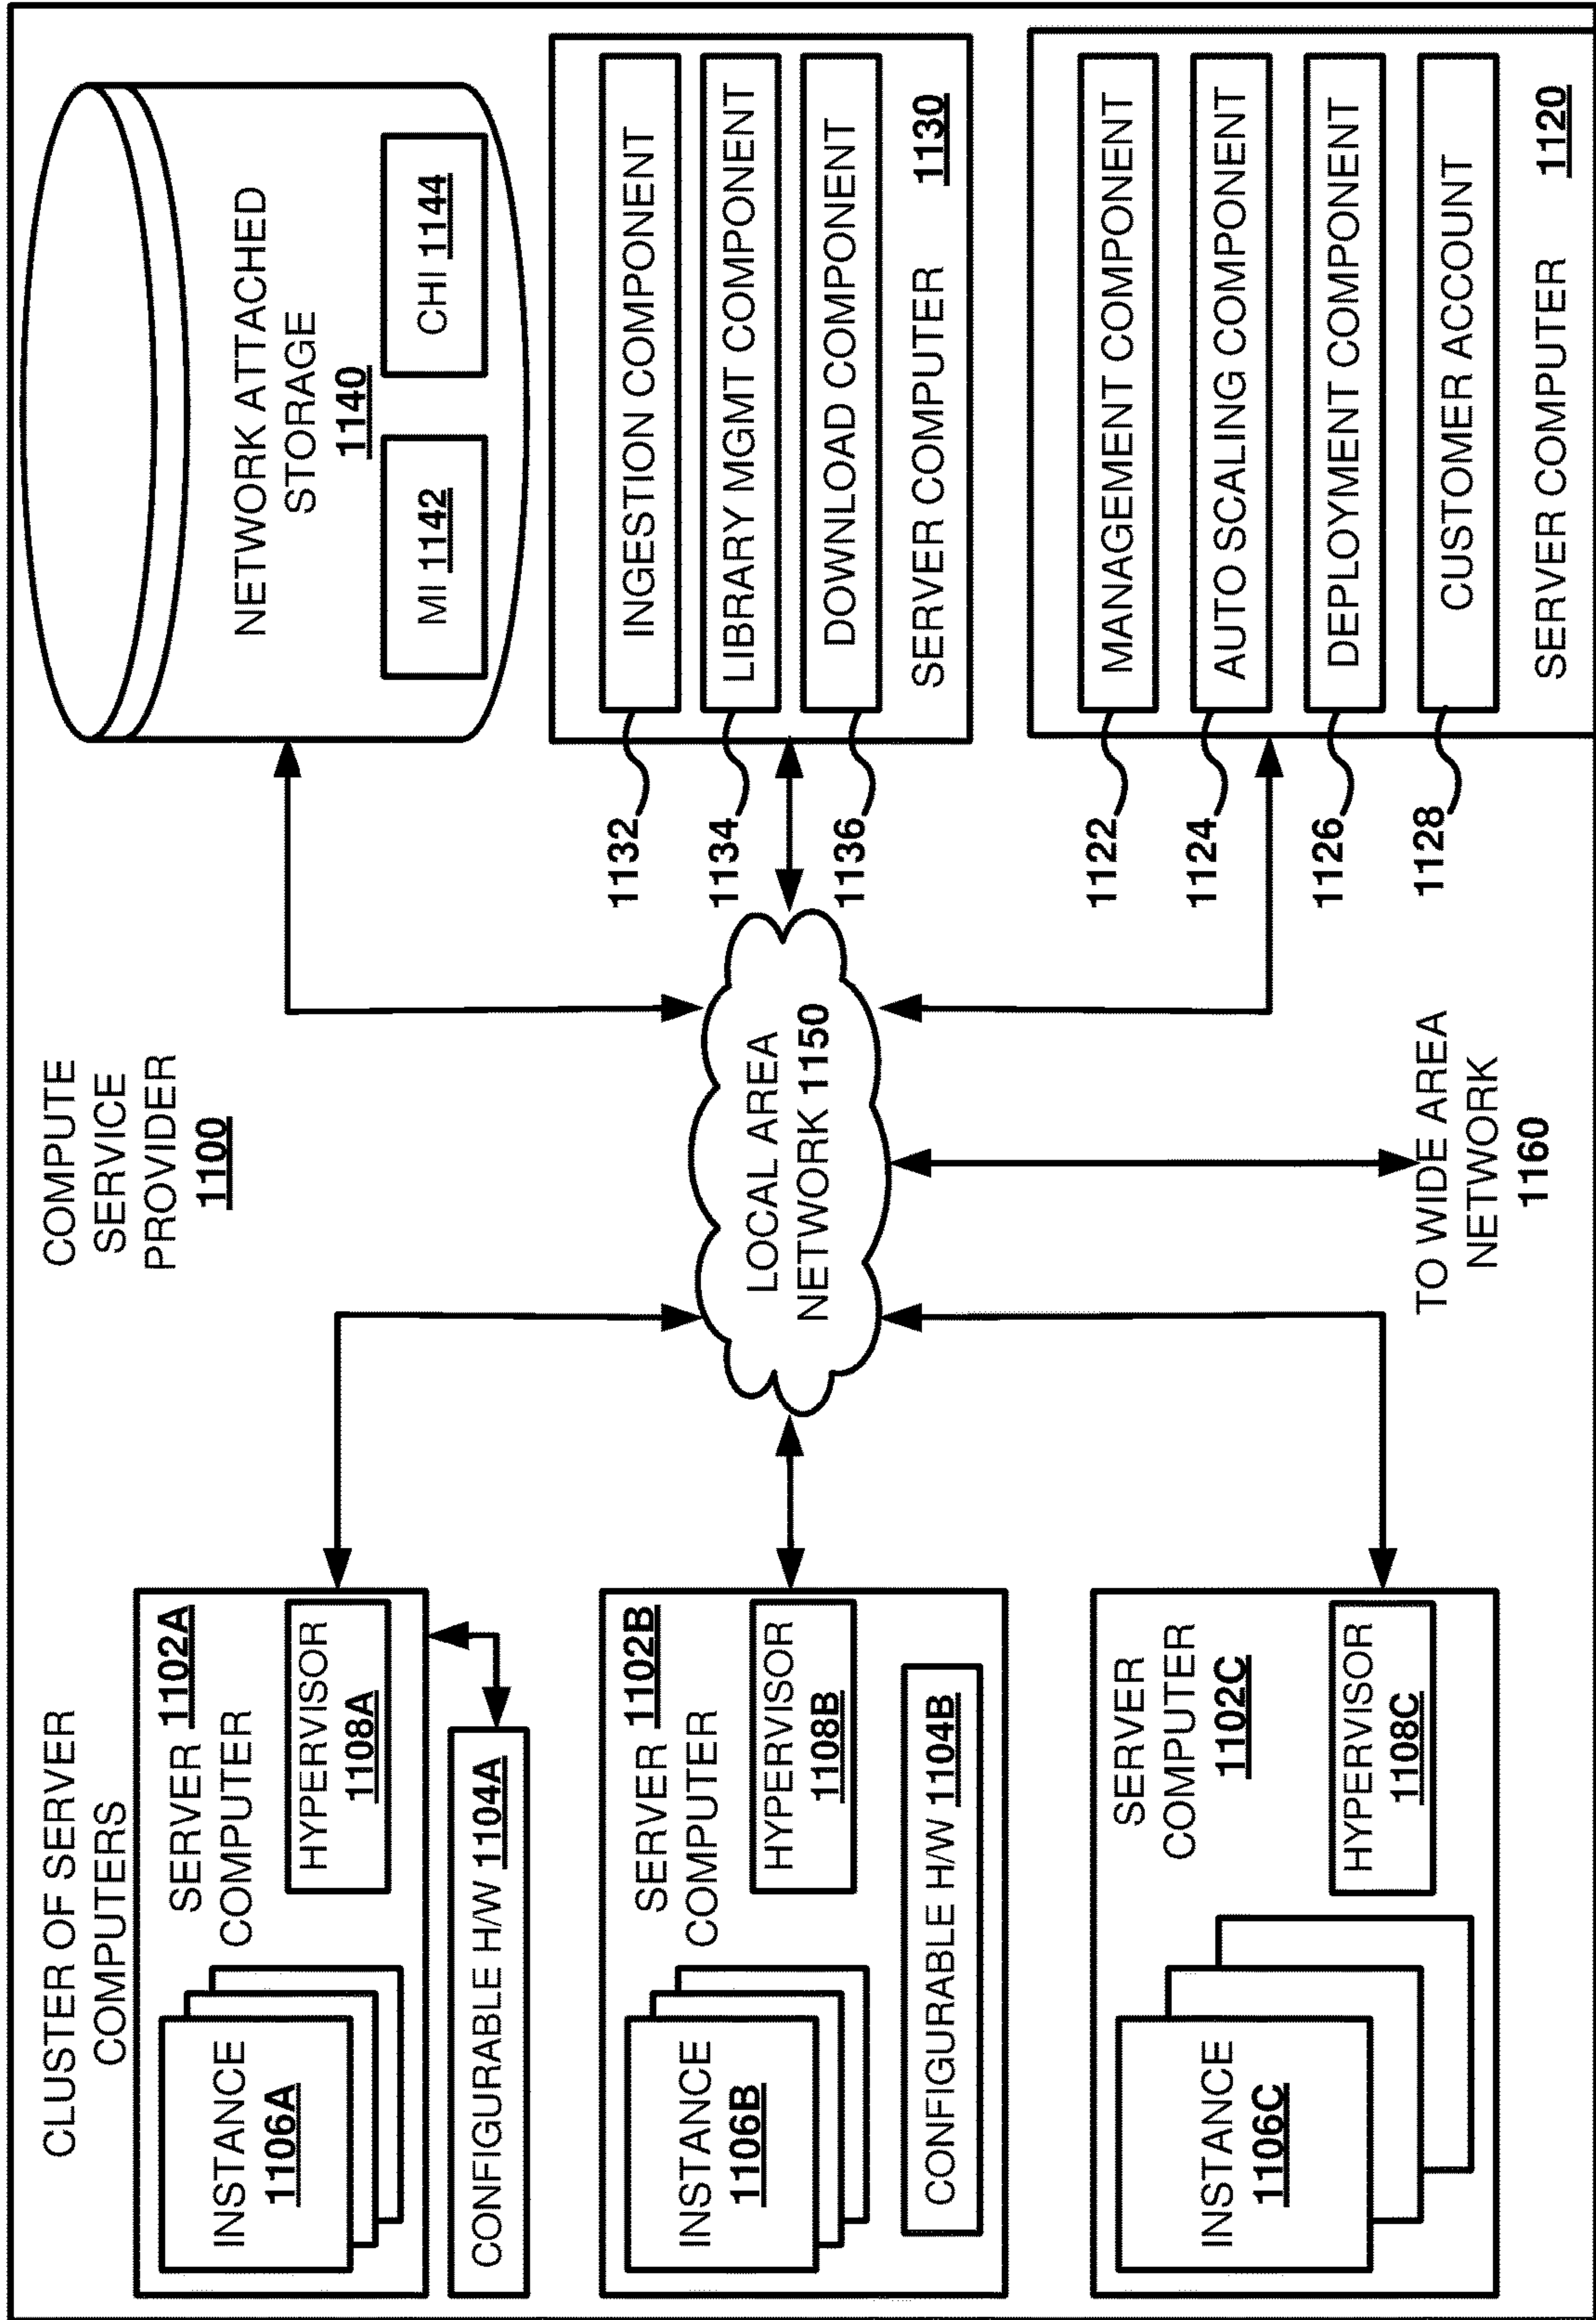 CLUSTER OF SERVER
COMPUTERS
SERVER 1102A
COMPUTER
INSTANCE
1106A
HYPERVISOR
1108A
CONFIGURABLE H/W 1104A
SERVER 1102B
COMPUTER
INSTANCE
1106B
HYPERVISOR
1108B
CONFIGURABLE H/W 1104B
SERVER
COMPUTER
1102C
INSTANCE
1106C
HYPERVISOR
1108C
COMPUTE
SERVICE
PROVIDER
1100
LOCAL AREA
NETWORK 1150
TO WIDE AREA
NETWORK
1160
NETWORK ATTACHED
STORAGE
1140
MI 1142
CHI 1144
1132
INGESTION COMPONENT
1134
LIBRARY MGMT COMPONENT
1136
DOWNLOAD COMPONENT
SERVER COMPUTER 1130
1122
MANAGEMENT COMPONENT
1124
AUTO SCALING COMPONENT
1126
DEPLOYMENT COMPONENT
1128
CUSTOMER ACCOUNT
SERVER COMPUTER 1120